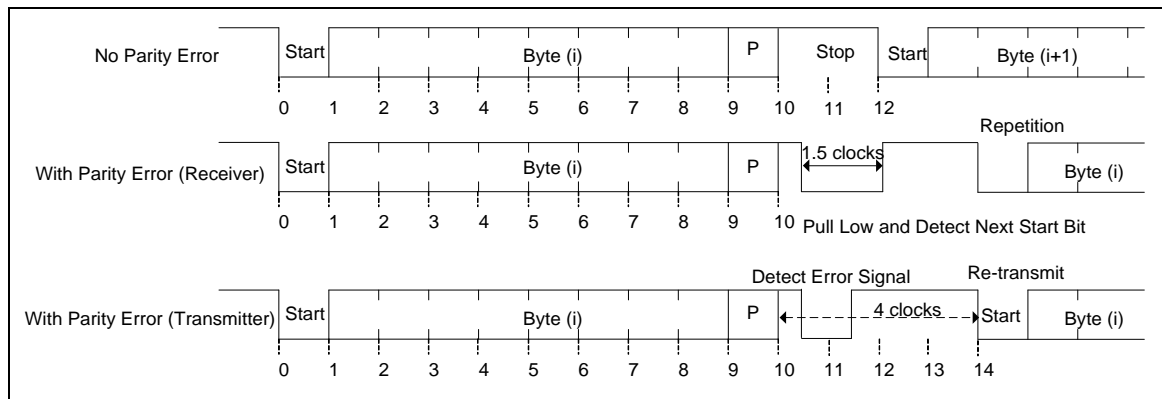 No Parity Error Start Byte (i) P Stop Start Byte (i+1)
0 1 2 3 4 5 6 7 8 9 10 11 12
Repetition
With Parity Error (Receiver) Start Byte (i) P 1.5 clocks Byte (i)
0 1 2 3 4 5 6 7 8 9 10
Pull Low and Detect Next Start Bit
Detect Error Signal Re-transmit
With Parity Error (Transmitter) Start Byte (i) P 4 clocks Start Byte (i)
0 1 2 3 4 5 6 7 8 9 10 11 12 13 14